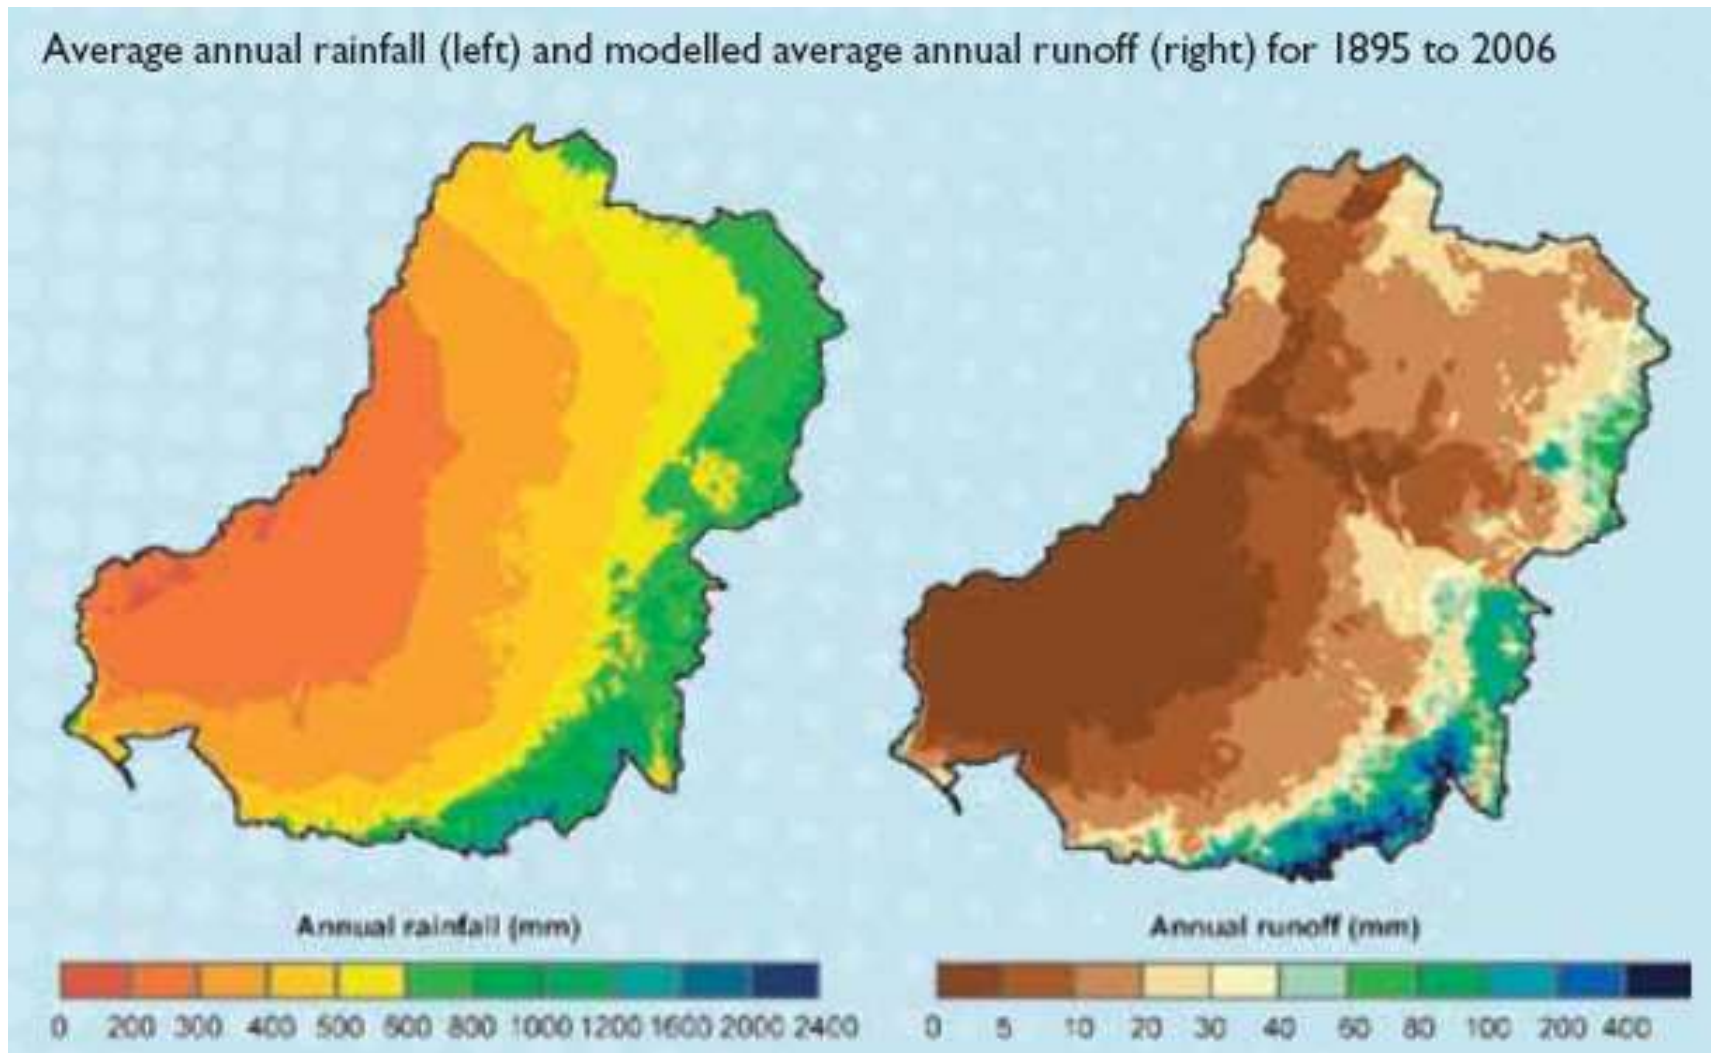 Average annual rainfall (left) and modelled average annual runoff (right) for 1895 to 2006
Annual rainfall (mm)
0 200 300 400 500 600 800 1000 1200 1600 2000 2400
Annual runoff (mm)
0 5 10 20 30 40 60 80 100 200 400